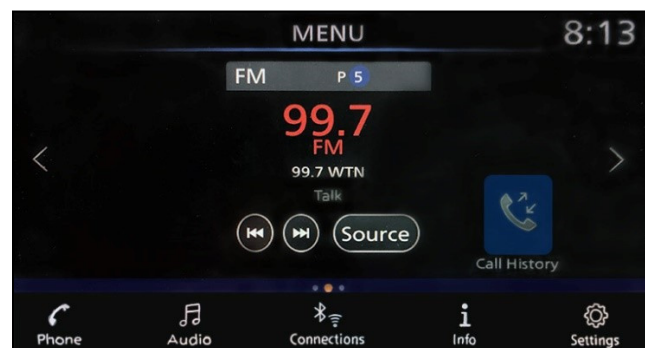 MENU 8:13
FM P 5
99.7
FM
99.7 WTN
Talk
Source
Call History
Phone Audio Connections Info Settings